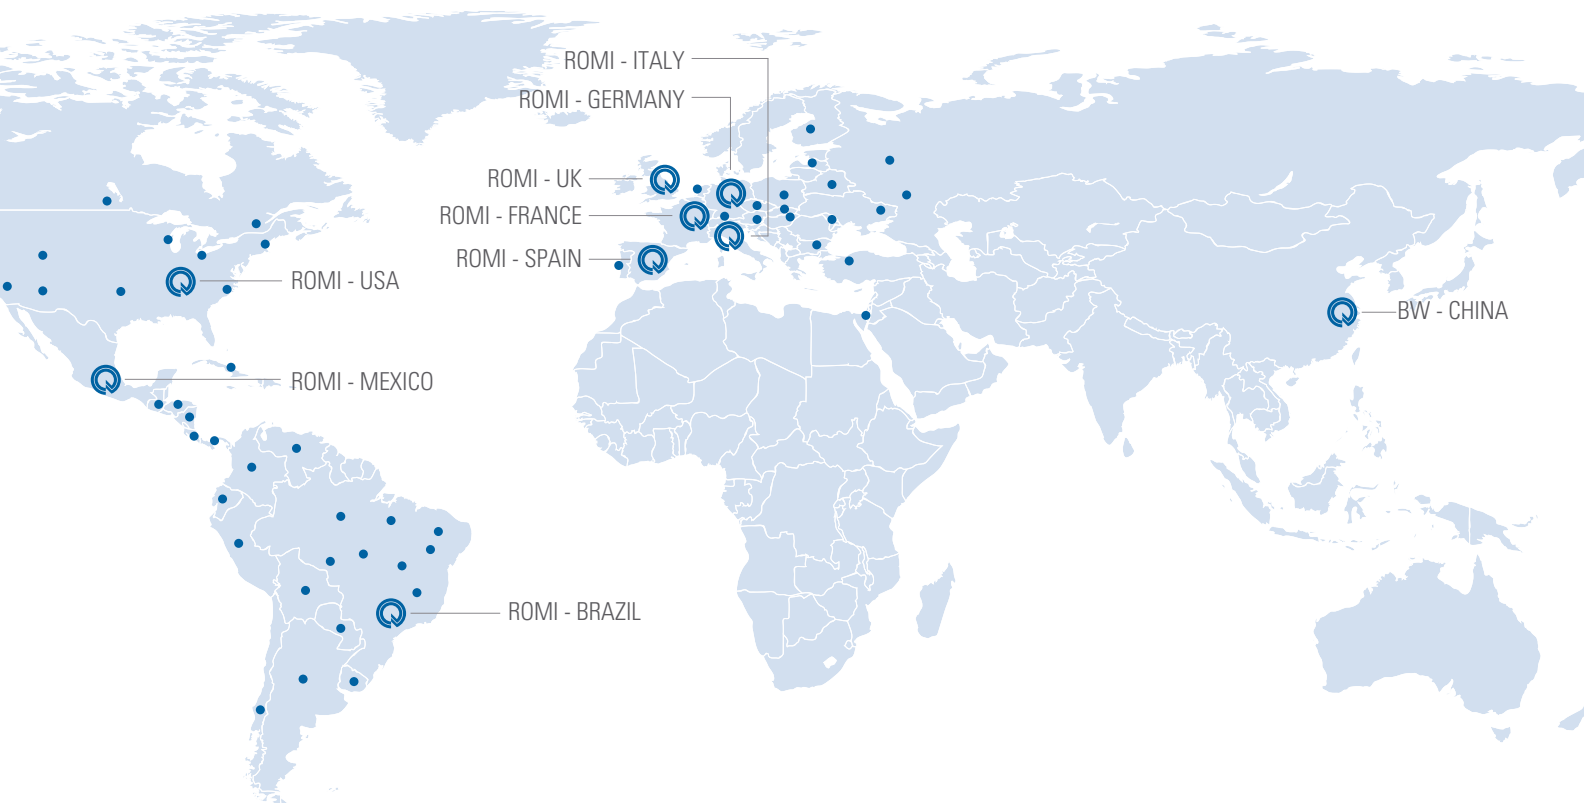 ROMI - ITALY
ROMI - GERMANY
ROMI - UK
ROMI - FRANCE
ROMI - SPAIN
ROMI - USA
BW - CHINA
ROMI - MEXICO
ROMI - BRAZIL